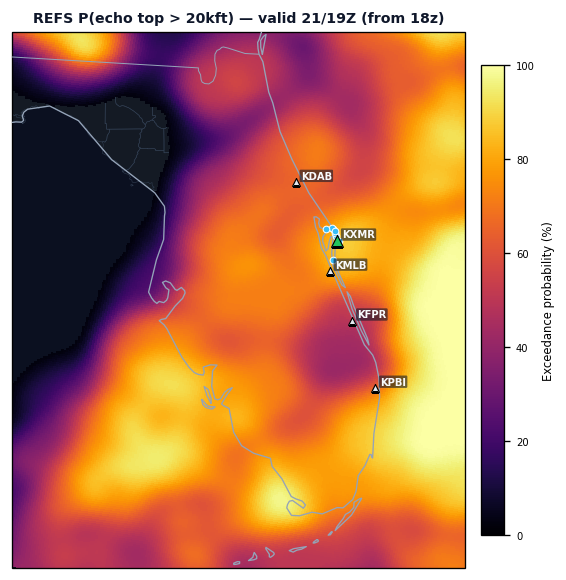 REFS P(echo top > 20kft) — valid 21/19Z (from 18z)
KDAB
KXMR
KMLB
KFPR
KPBI
100
80
60
40
20
0
Exceedance probability (%)